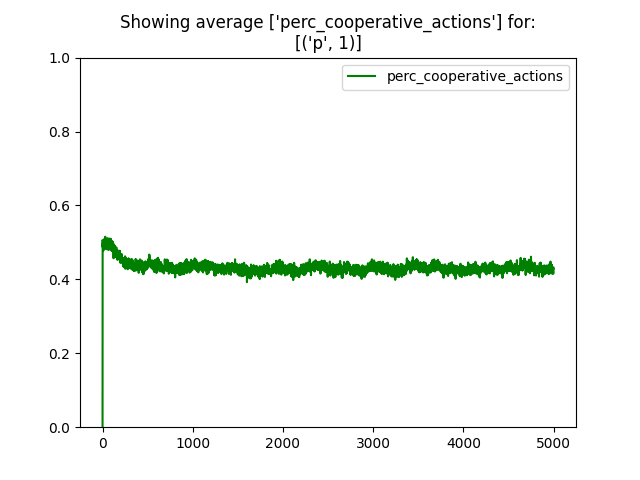 Showing average ['perc_cooperative_actions'] for:
[('p', 1)]
perc_cooperative_actions
1.0
0.8
0.6
0.4
0.2
0.0
0 1000 2000 3000 4000 5000